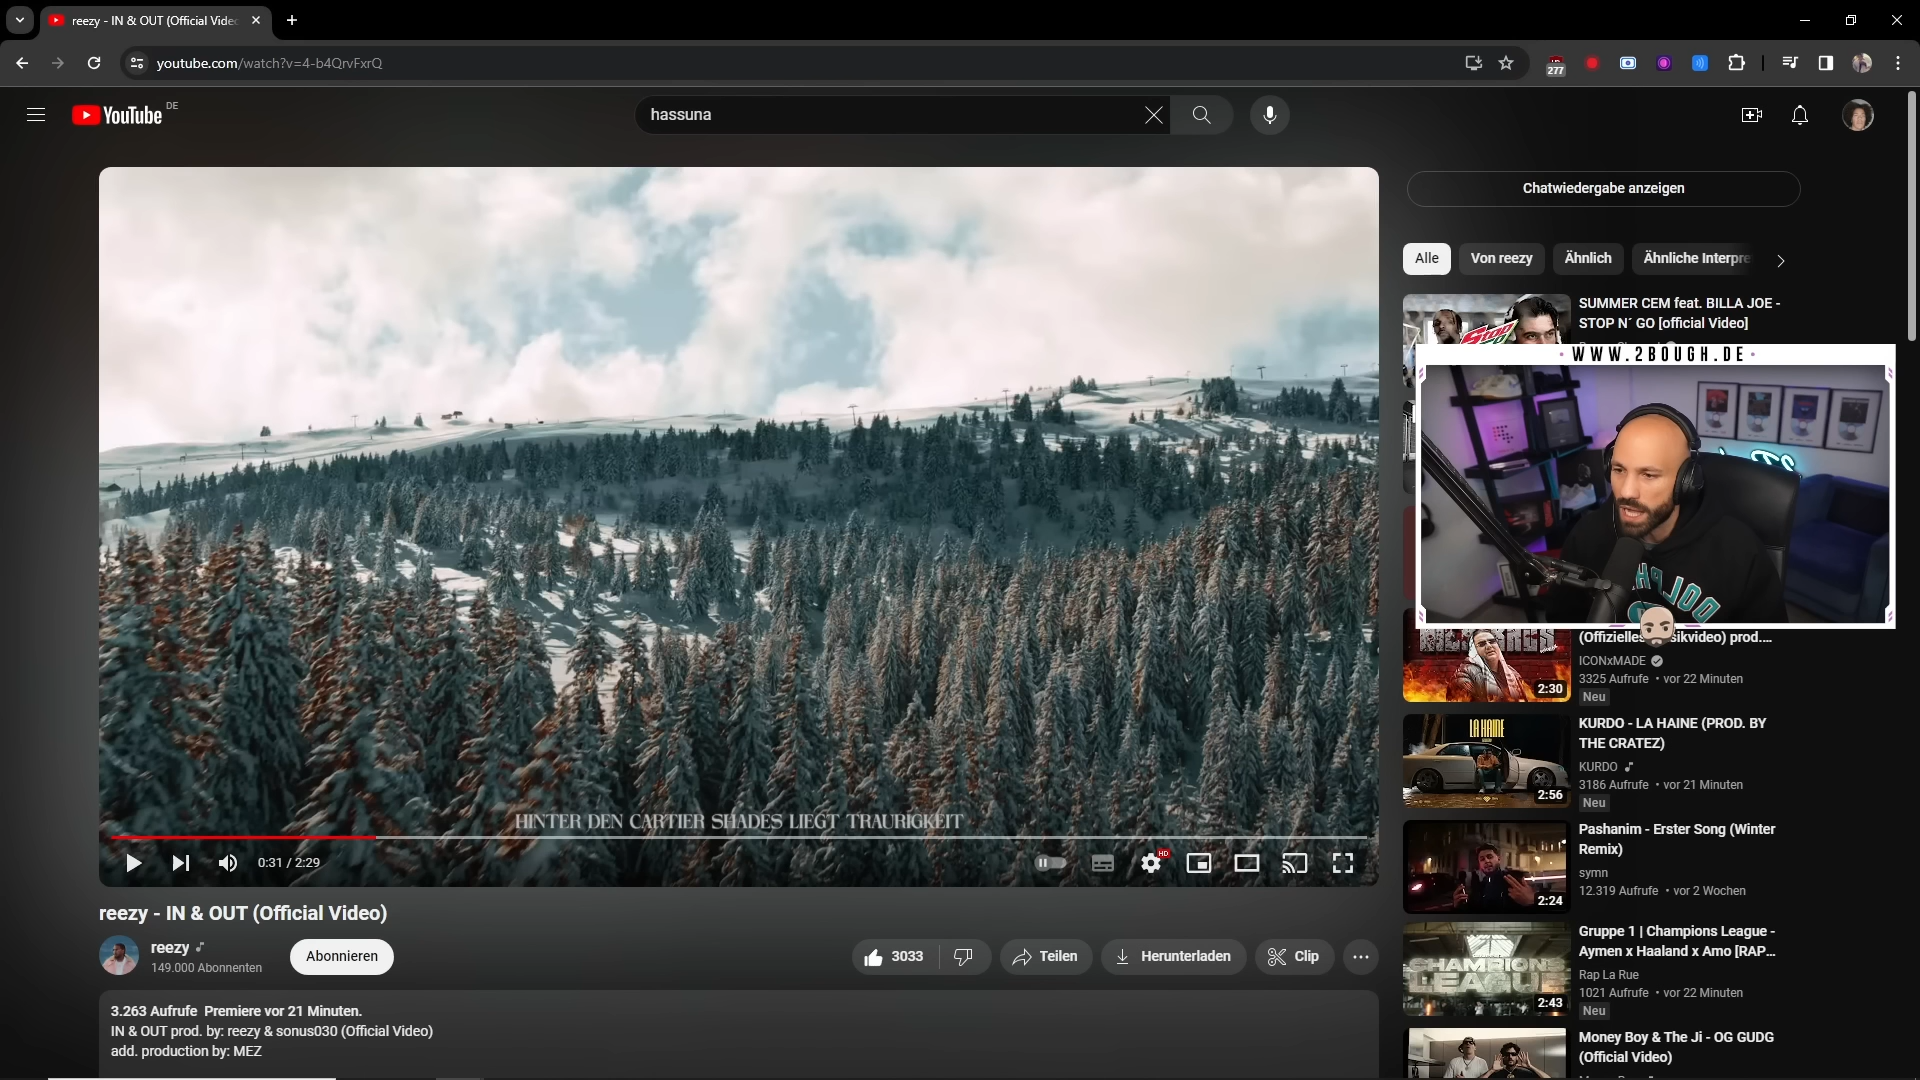 reezy - IN & OUT (Official Vide
youtube.com/watch?v=4-b4QrvFxrQ
277
YouTube DE
hassuna
Chatwiedergabe anzeigen
Alle
Von reezy
Ähnlich
Ähnliche Interpre
SUMMER CEM feat. BILLA JOE -
STOP N´ GO [official Video]
WWW.2BOUGH.DE
(Offizielles
sikvideo) prod....
ICONxMADE
3325 Aufrufe • vor 22 Minuten
Neu
2:30
LA HAINE
2:56
KURDO - LA HAINE (PROD. BY
THE CRATEZ)
KURDO
3186 Aufrufe • vor 21 Minuten
Neu
2:24
Pashanim - Erster Song (Winter
Remix)
symn
12.319 Aufrufe • vor 2 Wochen
CHAMPIONS
LEAGUE
2:43
Gruppe 1 | Champions League -
Aymen x Haaland x Amo [RAP...
Rap La Rue
1021 Aufrufe • vor 22 Minuten
Neu
Money Boy & The Ji - OG GUDG
(Official Video)
HINTER DEN CARTIER SHADES LIEGT TRAURIGKEIT
0:31 / 2:29
HD
reezy - IN & OUT (Official Video)
reezy
149.000 Abonnenten
Abonnieren
3033
Teilen
Herunterladen
Clip
3.263 Aufrufe Premiere vor 21 Minuten.
IN & OUT prod. by: reezy & sonus030 (Official Video)
add. production by: MEZ